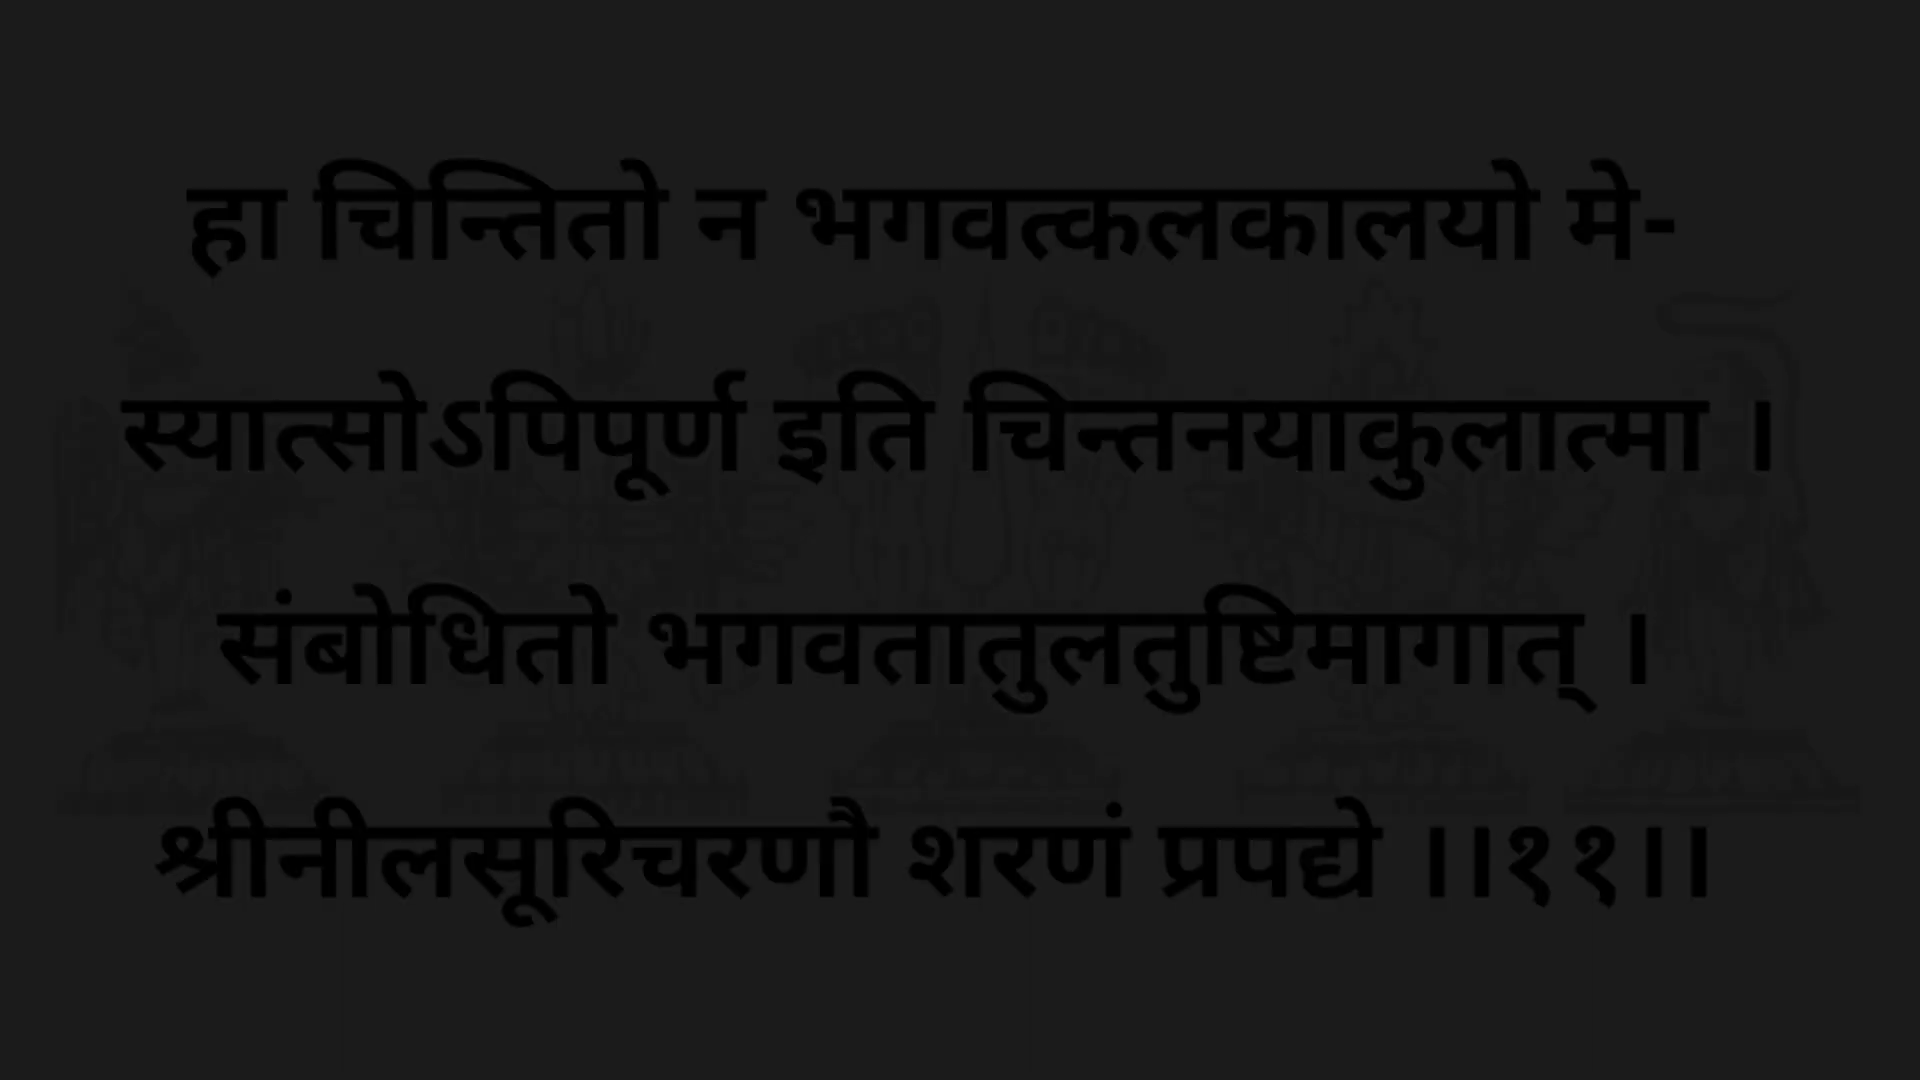 हा चिन्तितो न भगवत्कलकालयो मे-
स्यात्सोऽपिपूर्ण इति चिन्तनयाकुलात्मा ।
संबोधितो भगवतातुलतुष्टिमागात् ।
श्रीनीलसूरिचरणौ शरणं प्रपद्ये ।।११।।